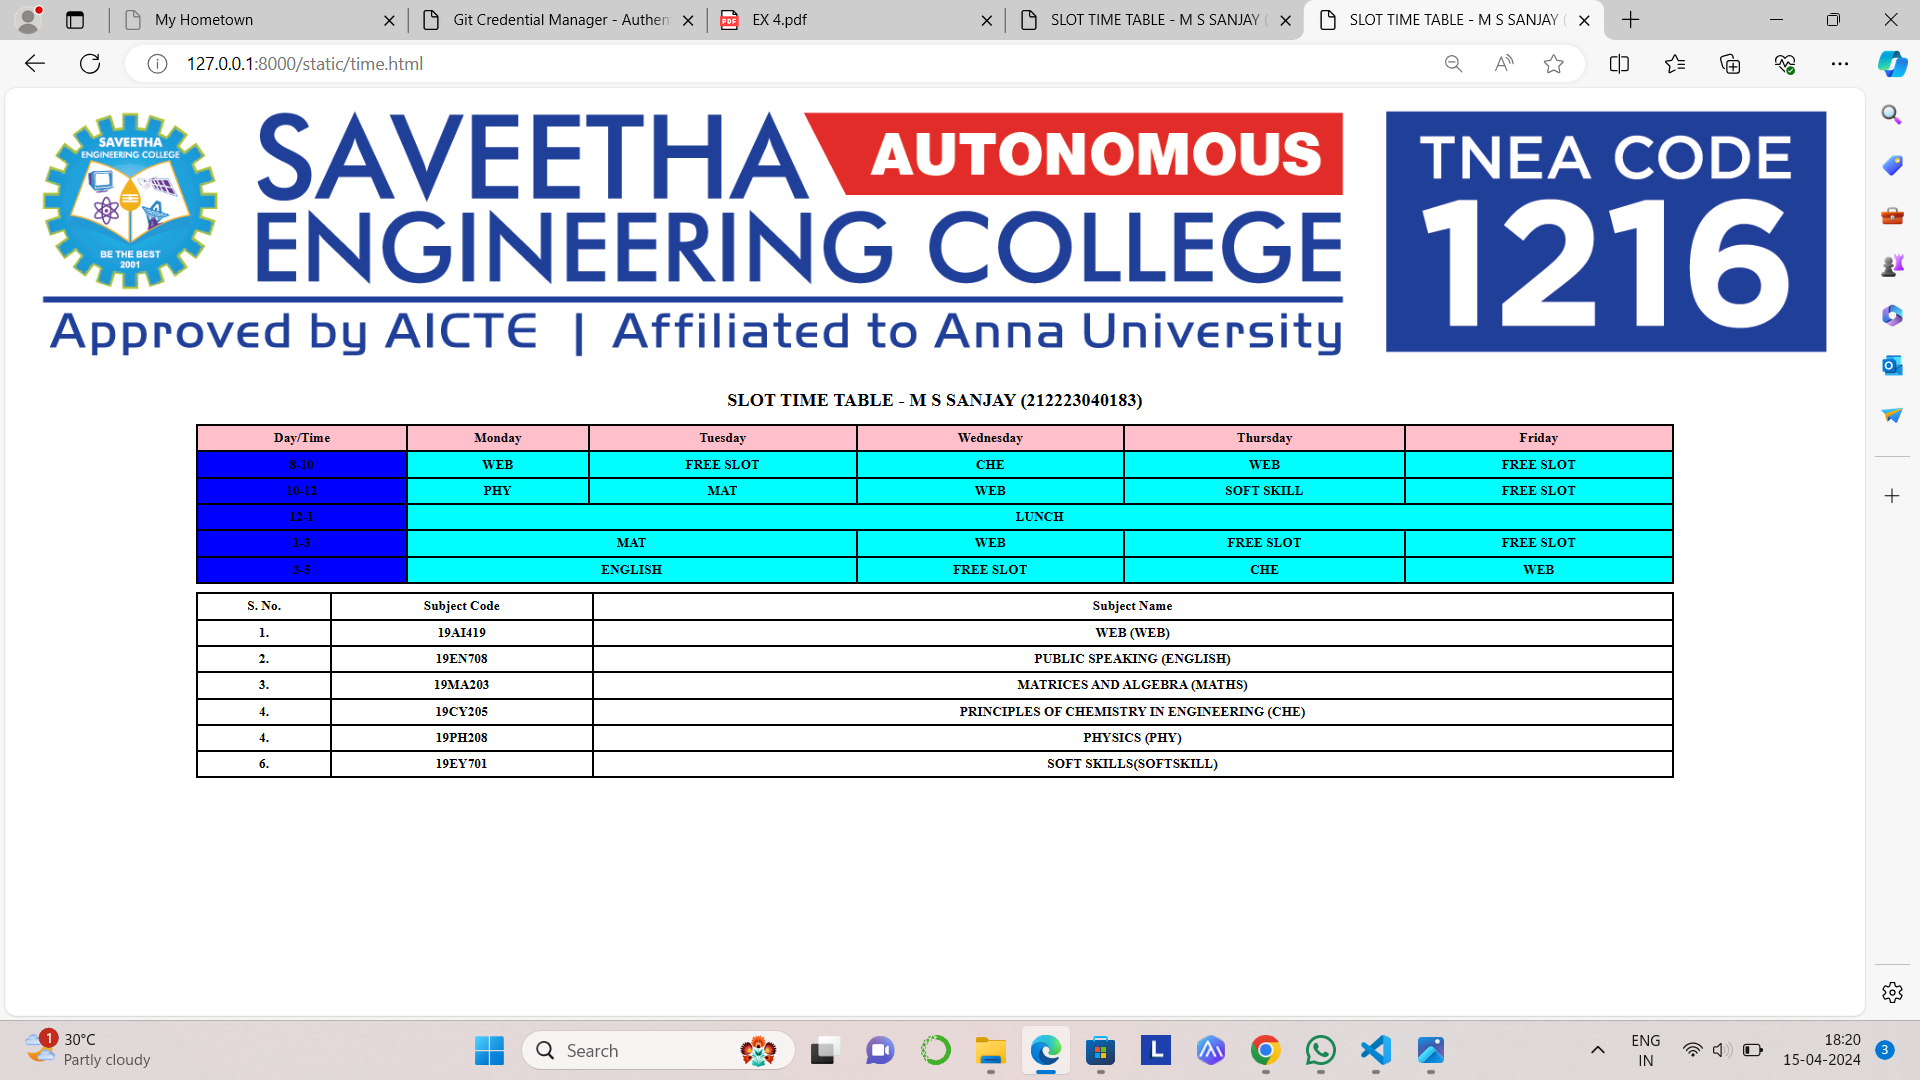 My Hometown
Git Credential Manager - Authen
EX 4.pdf
SLOT TIME TABLE - M S SANJAY (
SLOT TIME TABLE - M S SANJAY (
127.0.0.1:8000/static/time.html
SAVEETHA
ENGINEERING COLLEGE
BE THE BEST
2001
SAVEETHA AUTONOMOUS
ENGINEERING COLLEGE
Approved by AICTE | Affiliated to Anna University
TNEA CODE
1216
SLOT TIME TABLE - M S SANJAY (212223040183)
Day/Time Monday Tuesday Wednesday Thursday Friday
8-10 WEB FREE SLOT CHE WEB FREE SLOT
10-12 PHY MAT WEB SOFT SKILL FREE SLOT
12-1 LUNCH
1-3 MAT WEB FREE SLOT FREE SLOT
3-5 ENGLISH FREE SLOT CHE WEB
S. No. Subject Code Subject Name
1. 19AI419 WEB (WEB)
2. 19EN708 PUBLIC SPEAKING (ENGLISH)
3. 19MA203 MATRICES AND ALGEBRA (MATHS)
4. 19CY205 PRINCIPLES OF CHEMISTRY IN ENGINEERING (CHE)
4. 19PH208 PHYSICS (PHY)
6. 19EY701 SOFT SKILLS(SOFTSKILL)
1
30°C
Partly cloudy
Search
L
ENG
IN
18:20
15-04-2024
3